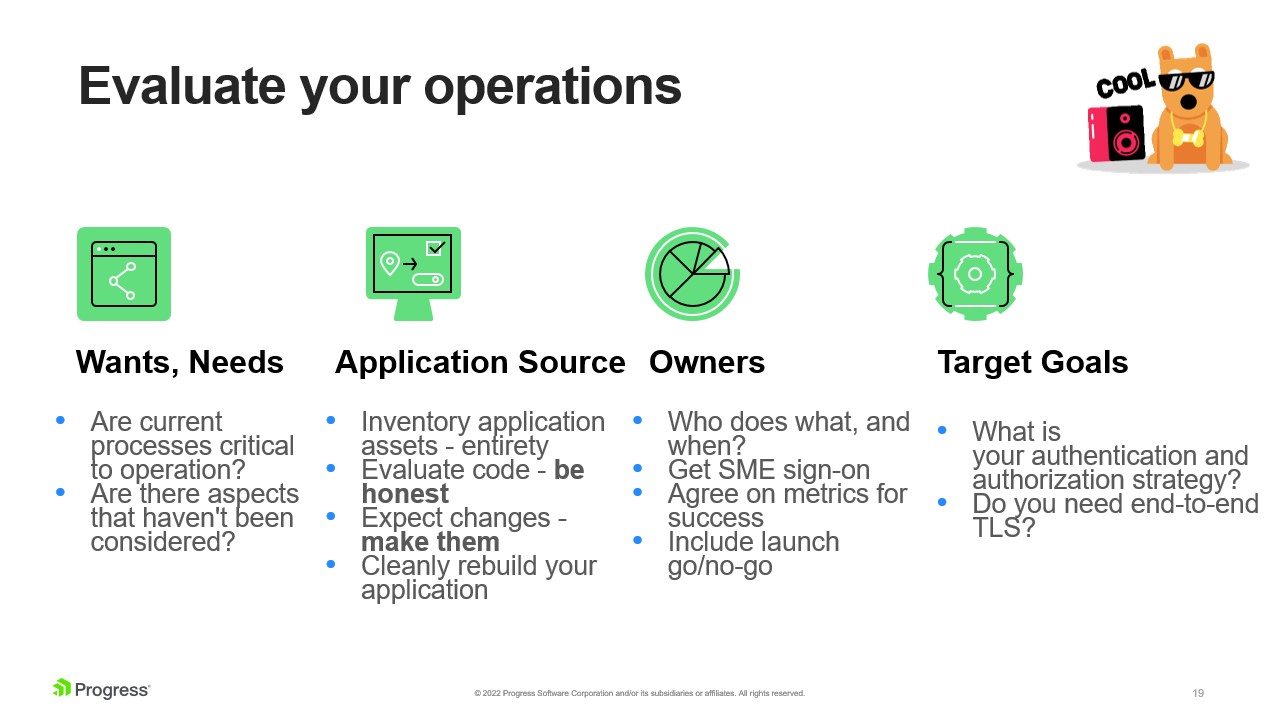 Evaluate your operations
COOL
Wants, Needs
• Are current
processes critical
to operation?
• Are there aspects
that haven't been
considered?
Application Source
• Inventory application
assets - entirety
• Evaluate code - be
honest
• Expect changes -
make them
• Cleanly rebuild your
application
Owners
• Who does what, and
when?
• Get SME sign-on
• Agree on metrics for
success
• Include launch
go/no-go
Target Goals
• What is
your authentication and
authorization strategy?
• Do you need end-to-end
TLS?
Progress
© 2022 Progress Software Corporation and/or its subsidiaries or affiliates. All rights reserved.
19